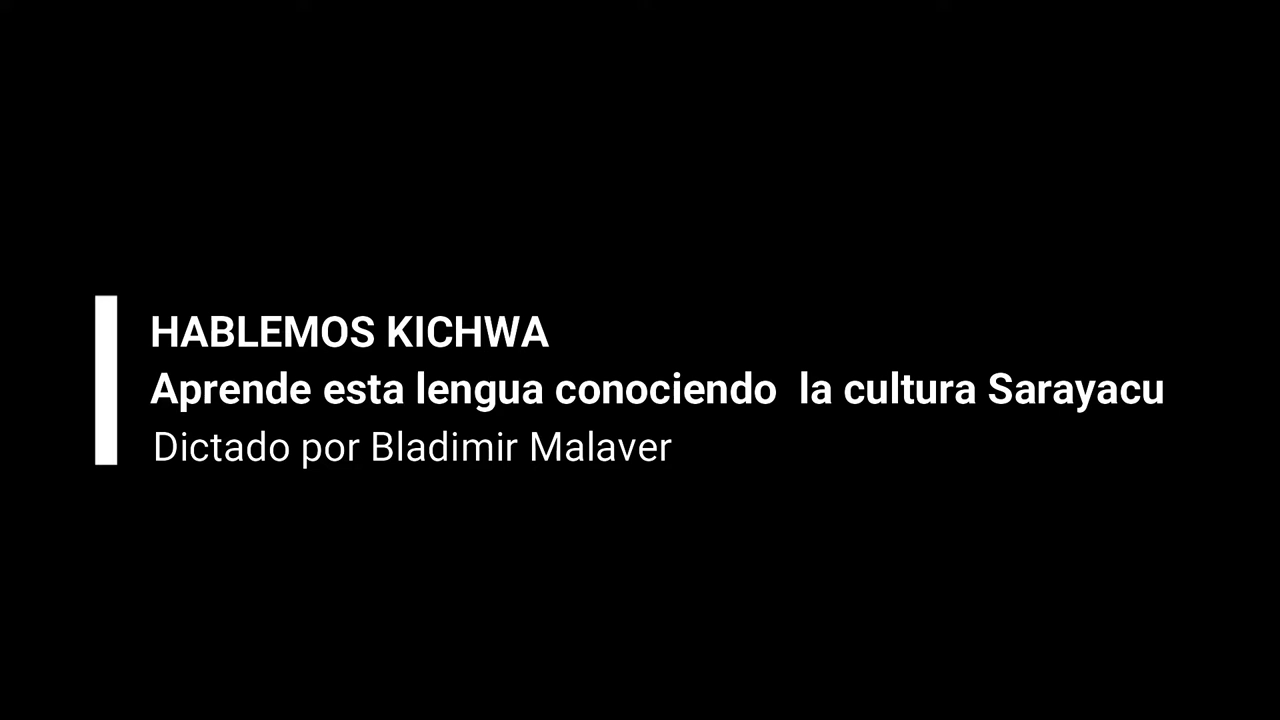 HABLEMOS KICHWA
Aprende esta lengua conociendo  la cultura Sarayacu
Dictado por Bladimir Malaver